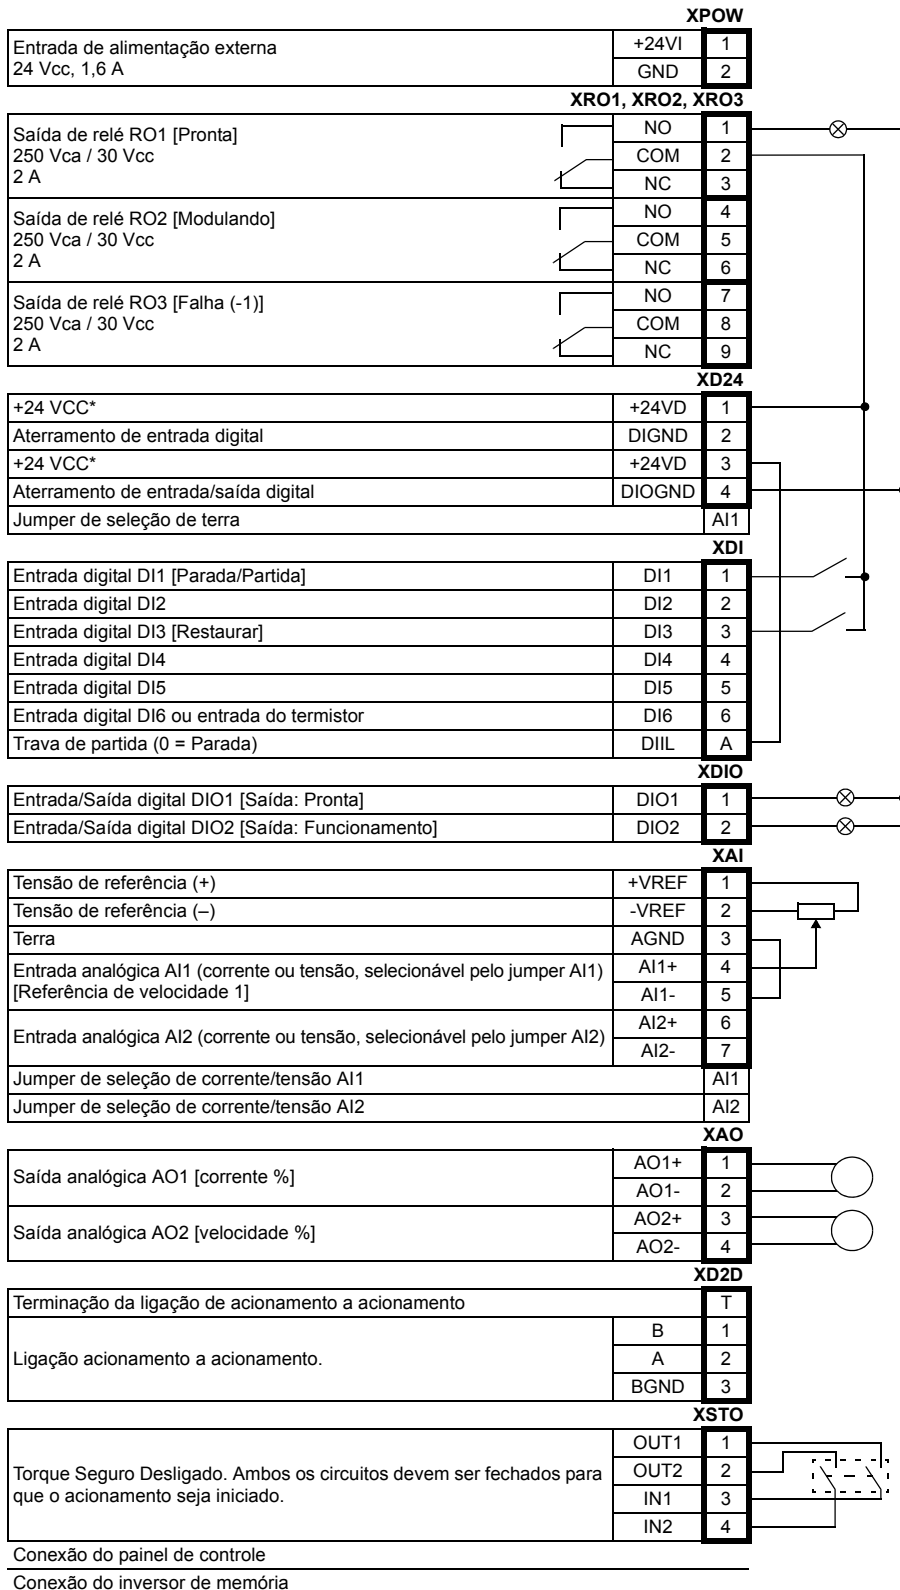 XPOW
Entrada de alimentação externa
24 Vcc, 1,6 A
+24VI 1
GND 2
XRO1, XRO2, XRO3
Saída de relé RO1 [Pronta]
250 Vca / 30 Vcc
2 A
NO 1
COM 2
NC 3
Saída de relé RO2 [Modulando]
250 Vca / 30 Vcc
2 A
NO 4
COM 5
NC 6
Saída de relé RO3 [Falha (-1)]
250 Vca / 30 Vcc
2 A
NO 7
COM 8
NC 9
XD24
+24 VCC* +24VD 1
Aterramento de entrada digital DIGND 2
+24 VCC* +24VD 3
Aterramento de entrada/saída digital DIOGND 4
Jumper de seleção de terra AI1
XDI
Entrada digital DI1 [Parada/Partida] DI1 1
Entrada digital DI2 DI2 2
Entrada digital DI3 [Restaurar] DI3 3
Entrada digital DI4 DI4 4
Entrada digital DI5 DI5 5
Entrada digital DI6 ou entrada do termistor DI6 6
Trava de partida (0 = Parada) DIIL A
XDIO
Entrada/Saída digital DIO1 [Saída: Pronta] DIO1 1
Entrada/Saída digital DIO2 [Saída: Funcionamento] DIO2 2
XAI
Tensão de referência (+) +VREF 1
Tensão de referência (–) -VREF 2
Terra AGND 3
Entrada analógica AI1 (corrente ou tensão, selecionável pelo jumper AI1)
[Referência de velocidade 1]
AI1+ 4
AI1- 5
Entrada analógica AI2 (corrente ou tensão, selecionável pelo jumper AI2)
AI2+ 6
AI2- 7
Jumper de seleção de corrente/tensão AI1 AI1
Jumper de seleção de corrente/tensão AI2 AI2
XAO
Saída analógica AO1 [corrente %]
AO1+ 1
AO1- 2
Saída analógica AO2 [velocidade %]
AO2+ 3
AO2- 4
XD2D
Terminação da ligação de acionamento a acionamento T
Ligação acionamento a acionamento.
B 1
A 2
BGND 3
XSTO
Torque Seguro Desligado. Ambos os circuitos devem ser fechados para
que o acionamento seja iniciado.
OUT1 1
OUT2 2
IN1 3
IN2 4
Conexão do painel de controle
Conexão do inversor de memória